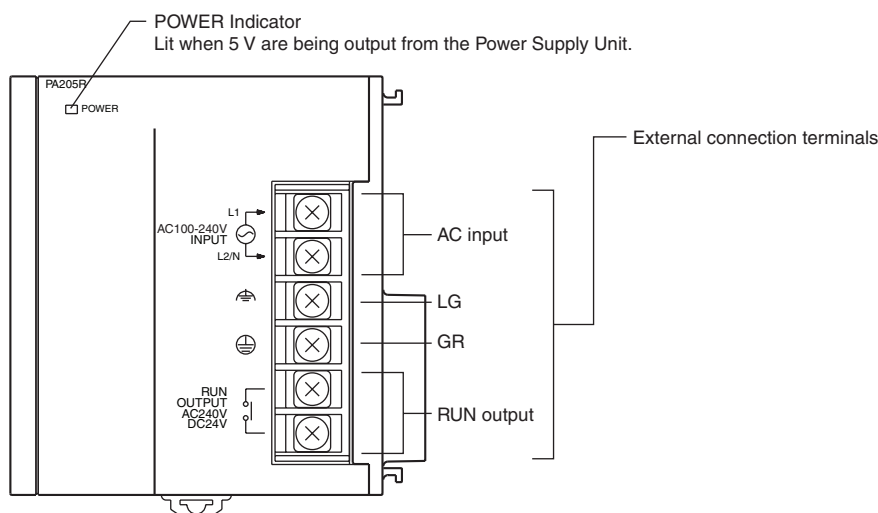 POWER Indicator
Lit when 5 V are being output from the Power Supply Unit.
PA205R
POWER
External connection terminals
L1
AC100-240V
INPUT
L2/N
AC input
LG
GR
RUN
OUTPUT
AC240V
DC24V
RUN output